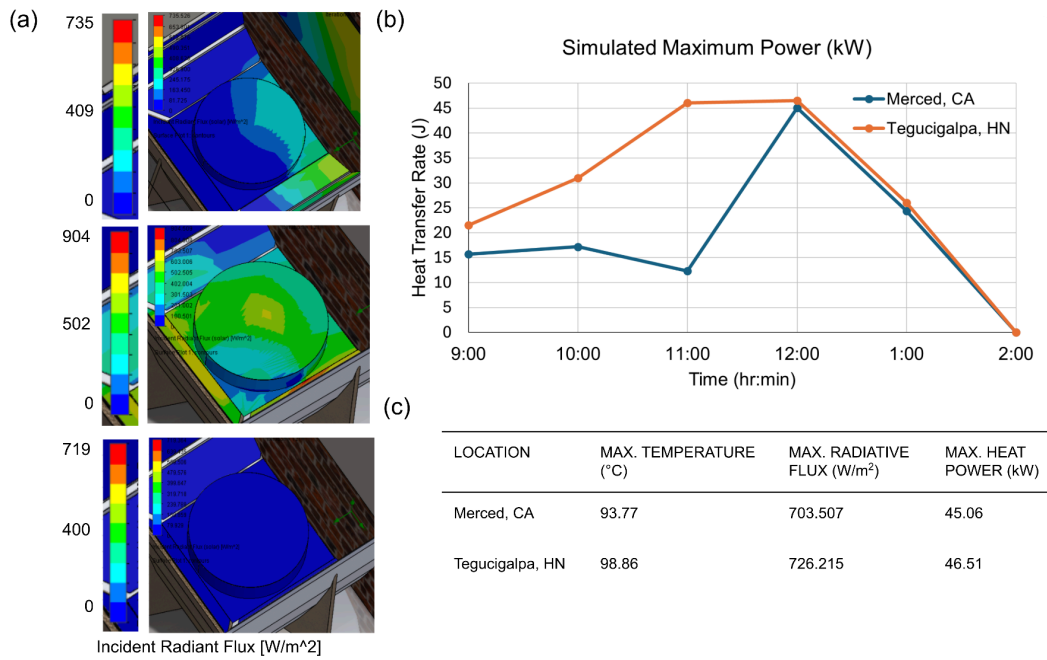 (a)
735
409
0
904
502
0
719
400
0
Incident Radiant Flux [W/m^2]
(b)
Simulated Maximum Power (kW)
Merced, CA
Tegucigalpa, HN
Heat Transfer Rate (J)
50
45
40
35
30
25
20
15
10
5
0
9:00
10:00
11:00
12:00
1:00
2:00
Time (hr:min)
(c)
LOCATION MAX. TEMPERATURE (°C) MAX. RADIATIVE FLUX (W/m²) MAX. HEAT POWER (kW)
Merced, CA 93.77 703.507 45.06
Tegucigalpa, HN 98.86 726.215 46.51